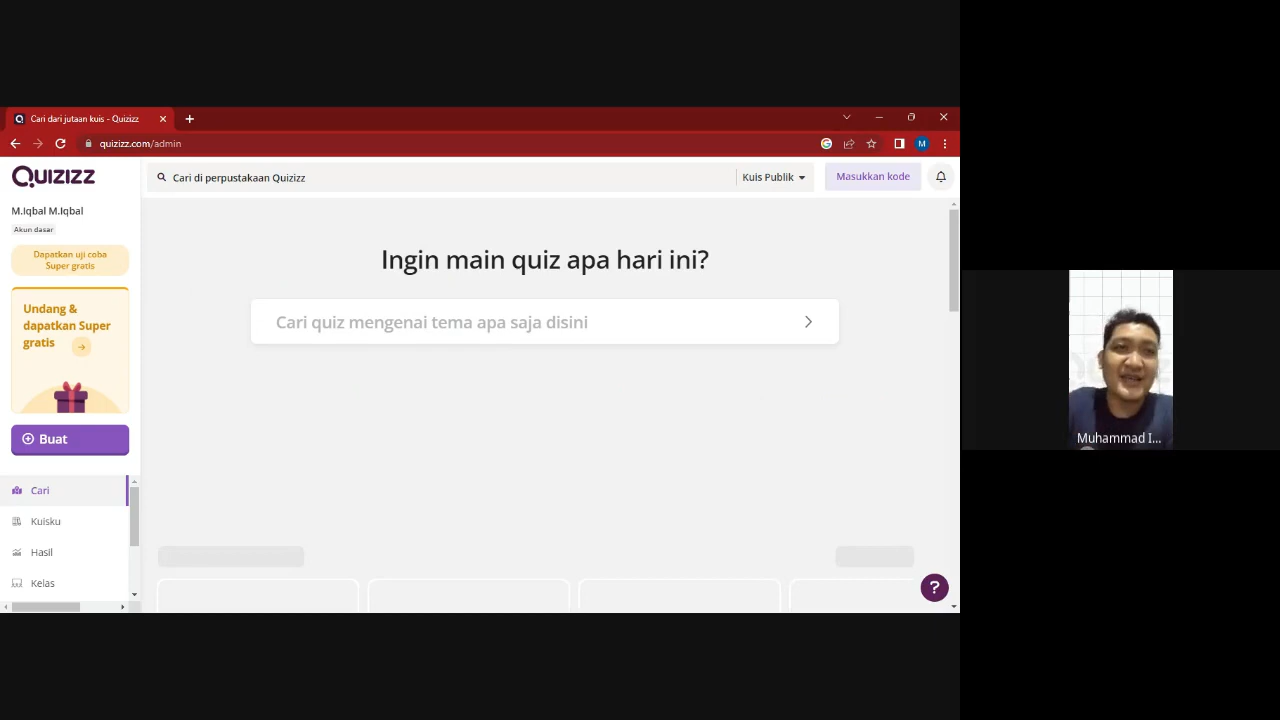 Cari dari jutaan kuis - Quizizz
quizizz.com/admin
M
QUIZIZZ
Cari di perpustakaan Quizizz
Kuis Publik
Masukkan kode
M.Iqbal M.Iqbal
Akun dasar
Dapatkan uji coba
Super gratis
Undang &
dapatkan Super
gratis
Buat
Cari
Kuisku
Hasil
Kelas
Ingin main quiz apa hari ini?
Cari quiz mengenai tema apa saja disini
?
Muhammad I...